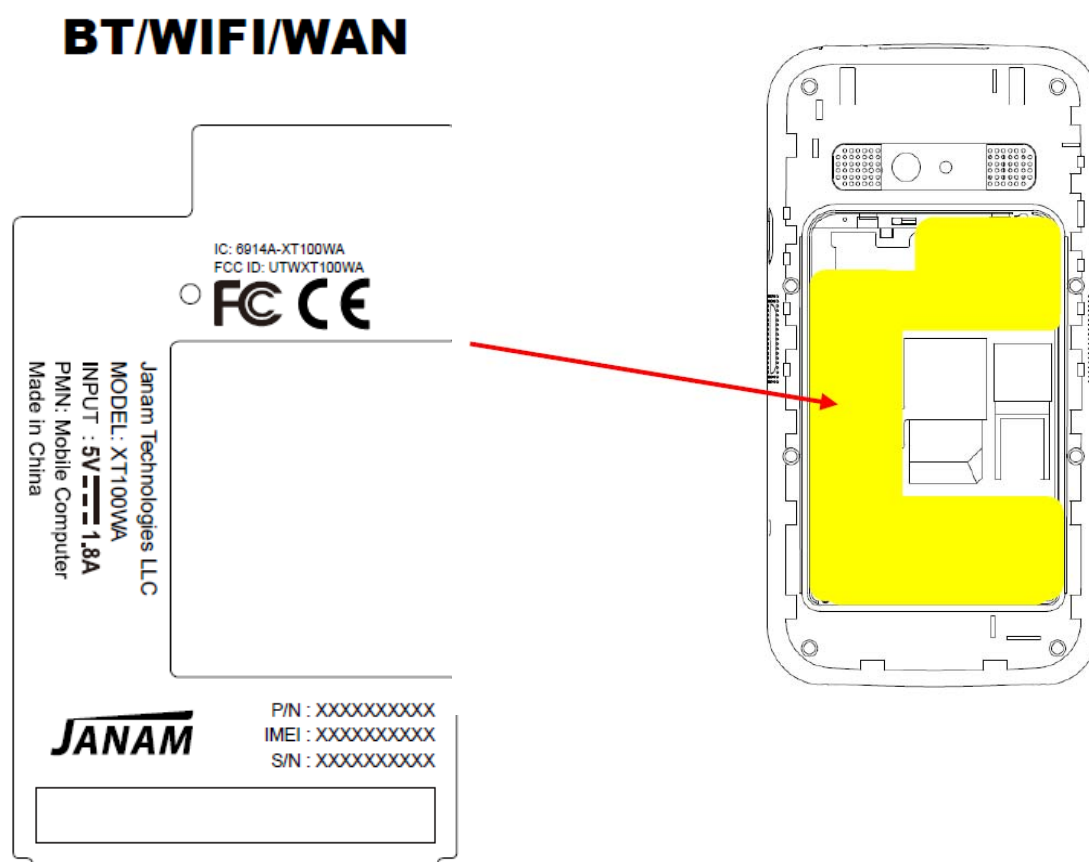 BT/WIFI/WAN
IC: 6914A-XT100WA
FCC ID: UTWXT100WA
FC CE
Janam Technologies LLC
MODEL: XT100WA
INPUT : 5V 1.8A
PMN: Mobile Computer
Made in China
JANAM
P/N : XXXXXXXXXX
IMEI : XXXXXXXXXX
S/N : XXXXXXXXXX